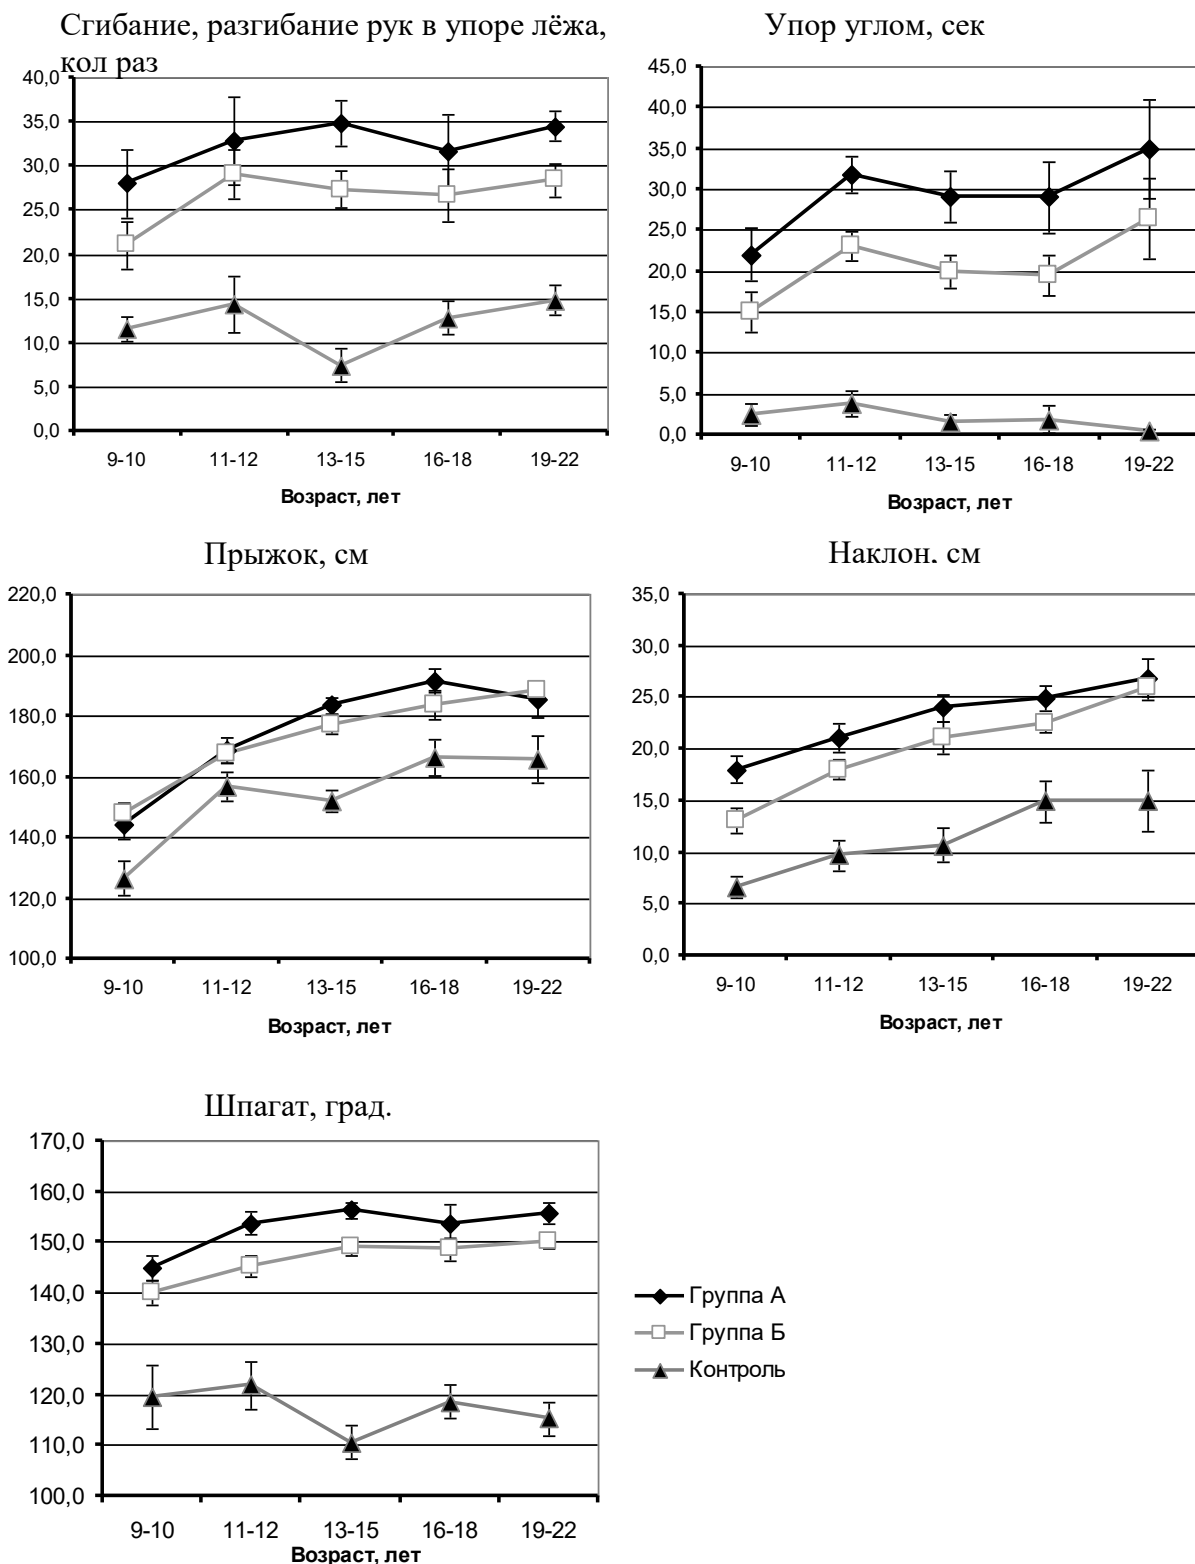 Сгибание, разгибание рук в упоре лёжа,
кол раз
40,0
35,0
30,0
25,0
20,0
15,0
10,0
5,0
0,0
9-10 11-12 13-15 16-18 19-22
Возраст, лет
Упор углом, сек
45,0
40,0
35,0
30,0
25,0
20,0
15,0
10,0
5,0
0,0
9-10 11-12 13-15 16-18 19-22
Возраст, лет
Прыжок, см
220,0
200,0
180,0
160,0
140,0
120,0
100,0
9-10 11-12 13-15 16-18 19-22
Возраст, лет
Наклон, см
35,0
30,0
25,0
20,0
15,0
10,0
5,0
0,0
9-10 11-12 13-15 16-18 19-22
Возраст, лет
Шпагат, град.
170,0
160,0
150,0
140,0
130,0
120,0
110,0
100,0
9-10 11-12 13-15 16-18 19-22
Возраст, лет
Группа А
Группа Б
Контроль